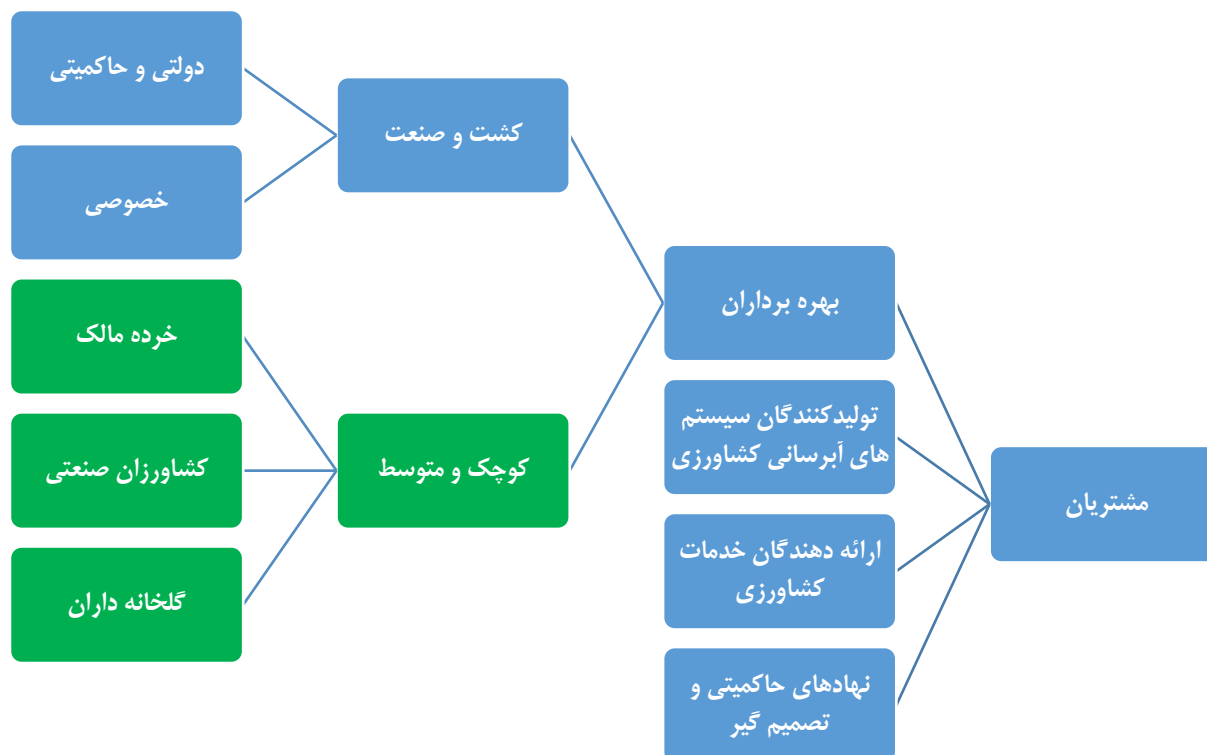 مشتریان
بهره برداران
تولیدکنندگان سیستم
های آبرسانی کشاورزی
ارائه دهندگان خدمات
کشاورزی
نهادهای حاکمیتی و
تصمیم گیر
کشت و صنعت
کوچک و متوسط
دولتی و حاکمیتی
خصوصی
خرده مالک
کشاورزان صنعتی
گلخانه داران